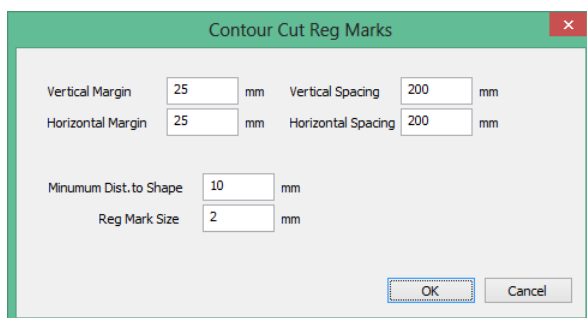 Contour Cut Reg Marks
Vertical Margin 25 mm Vertical Spacing 200 mm
Horizontal Margin 25 mm Horizontal Spacing 200 mm
Minumum Dist.to Shape 10 mm
Reg Mark Size 2 mm
OK Cancel